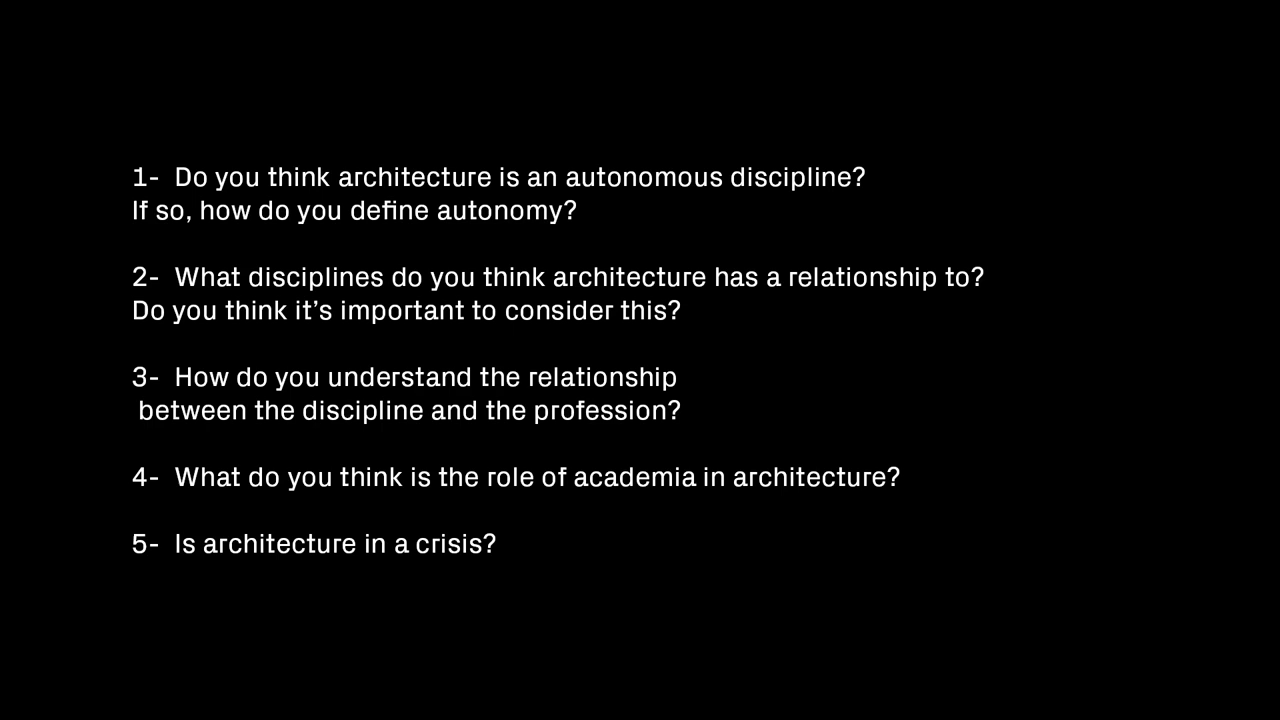 1- Do you think architecture is an autonomous discipline?
If so, how do you define autonomy?
2- What disciplines do you think architecture has a relationship to?
Do you think it’s important to consider this?
3- How do you understand the relationship
between the discipline and the profession?
4- What do you think is the role of academia in architecture?
5- Is architecture in a crisis?